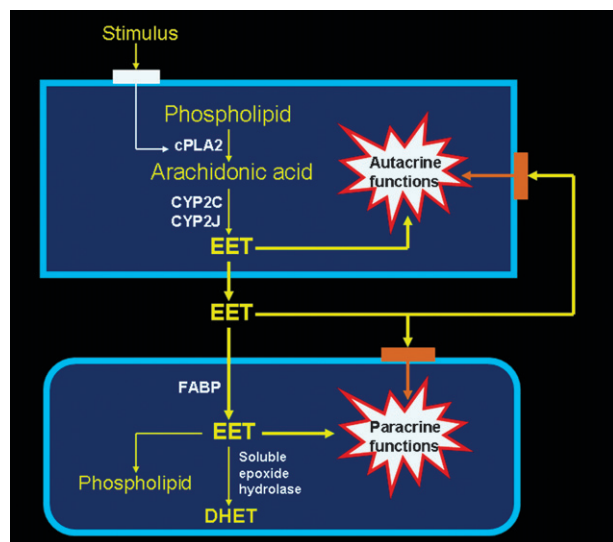 Stimulus
Phospholipid
cPLA2
Arachidonic acid
CYP2C
CYP2J
EET
Autacrine
functions
EET
FABP
EET
Soluble
epoxide
hydrolase
Phospholipid
DHET
Paracrine
functions